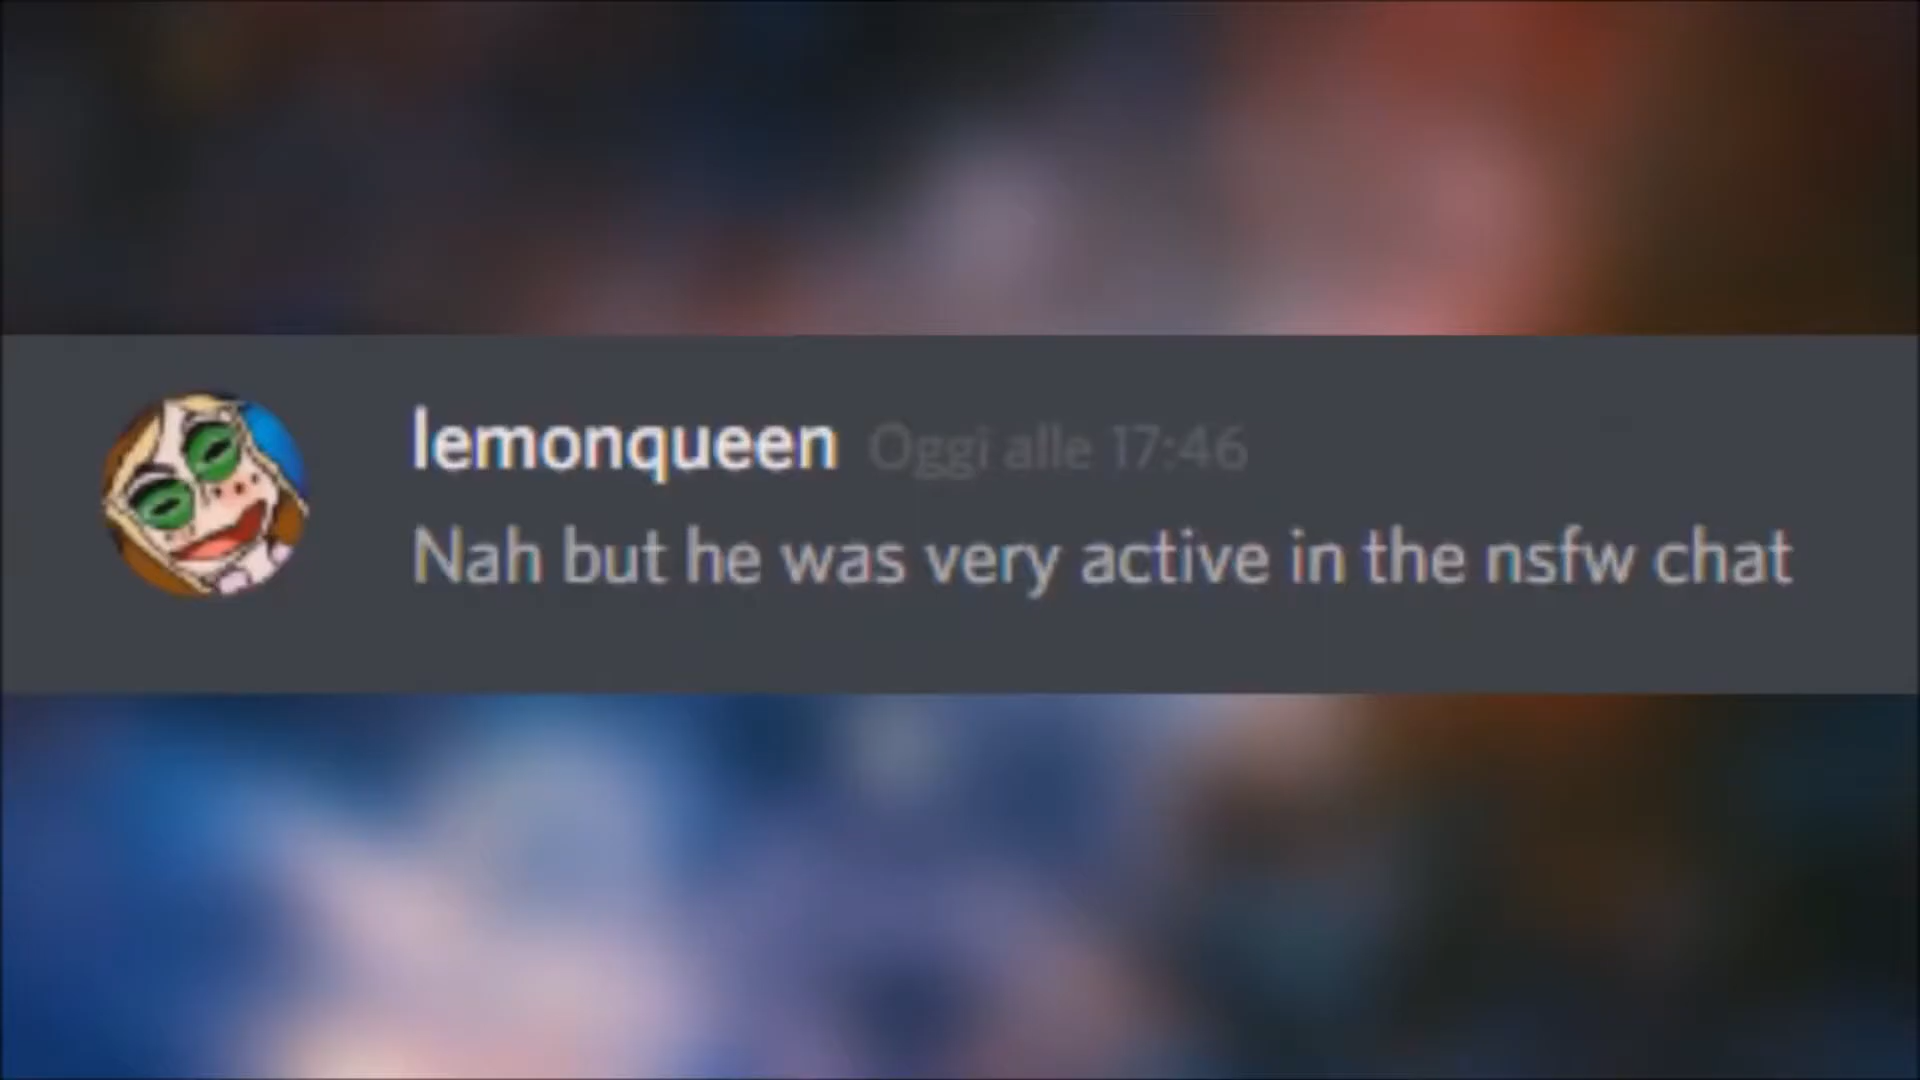 lemonqueen Oggi alle 17:46
Nah but he was very active in the nsfw chat